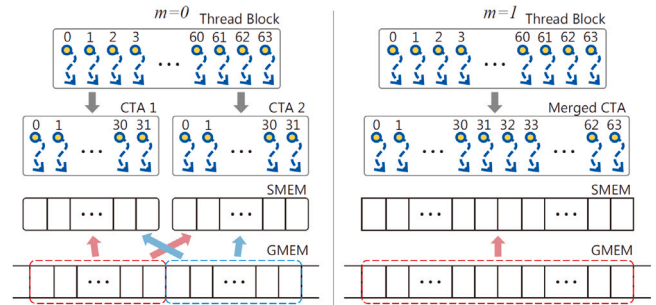 m=0
Thread Block
0 1 2 3 ... 60 61 62 63
CTA 1
CTA 2
0 1 ... 30 31
0 1 ... 30 31
SMEM
...
...
GMEM
...
...
m=1
Thread Block
0 1 2 3 ... 60 61 62 63
Merged CTA
0 1 ... 30 31 32 33 ... 62 63
SMEM
... ...
GMEM
... ...